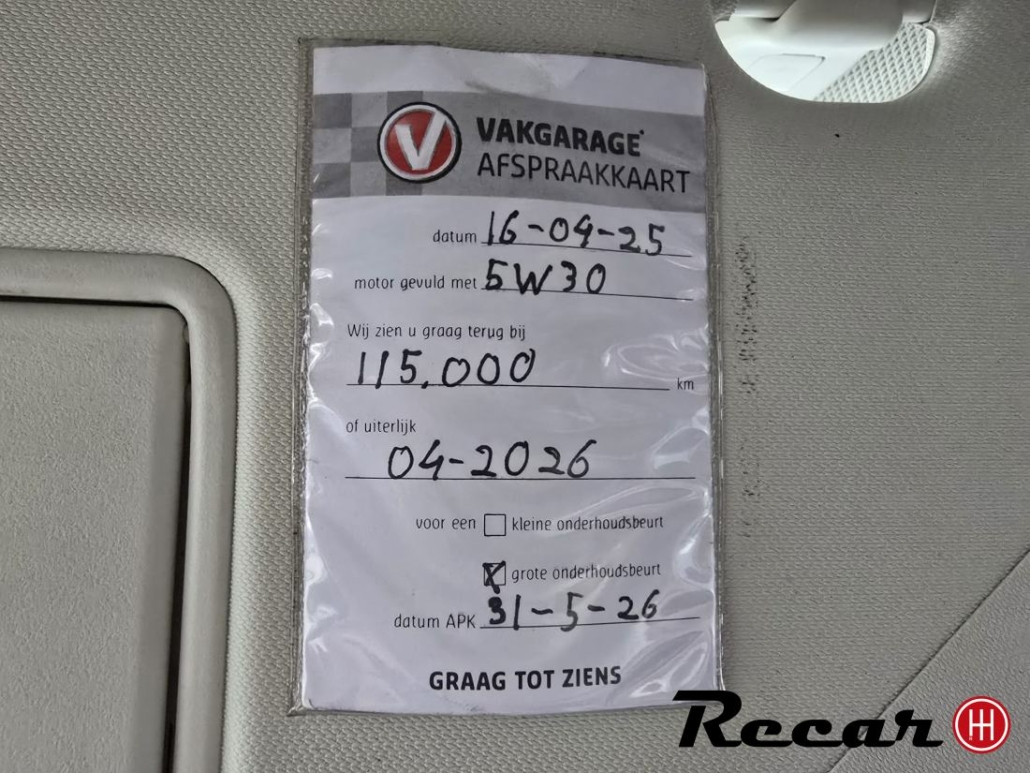 V VAKGARAGE®
AFSPRAAKKAART
datum 16-04-25
motor gevuld met 5W30
Wij zien u graag terug bij
115.000 km
of uiterlijk
04-2026
voor een ☐ kleine onderhoudsbeurt
☒ grote onderhoudsbeurt
datum APK 31-5-26
GRAAG TOT ZIENS
Recar